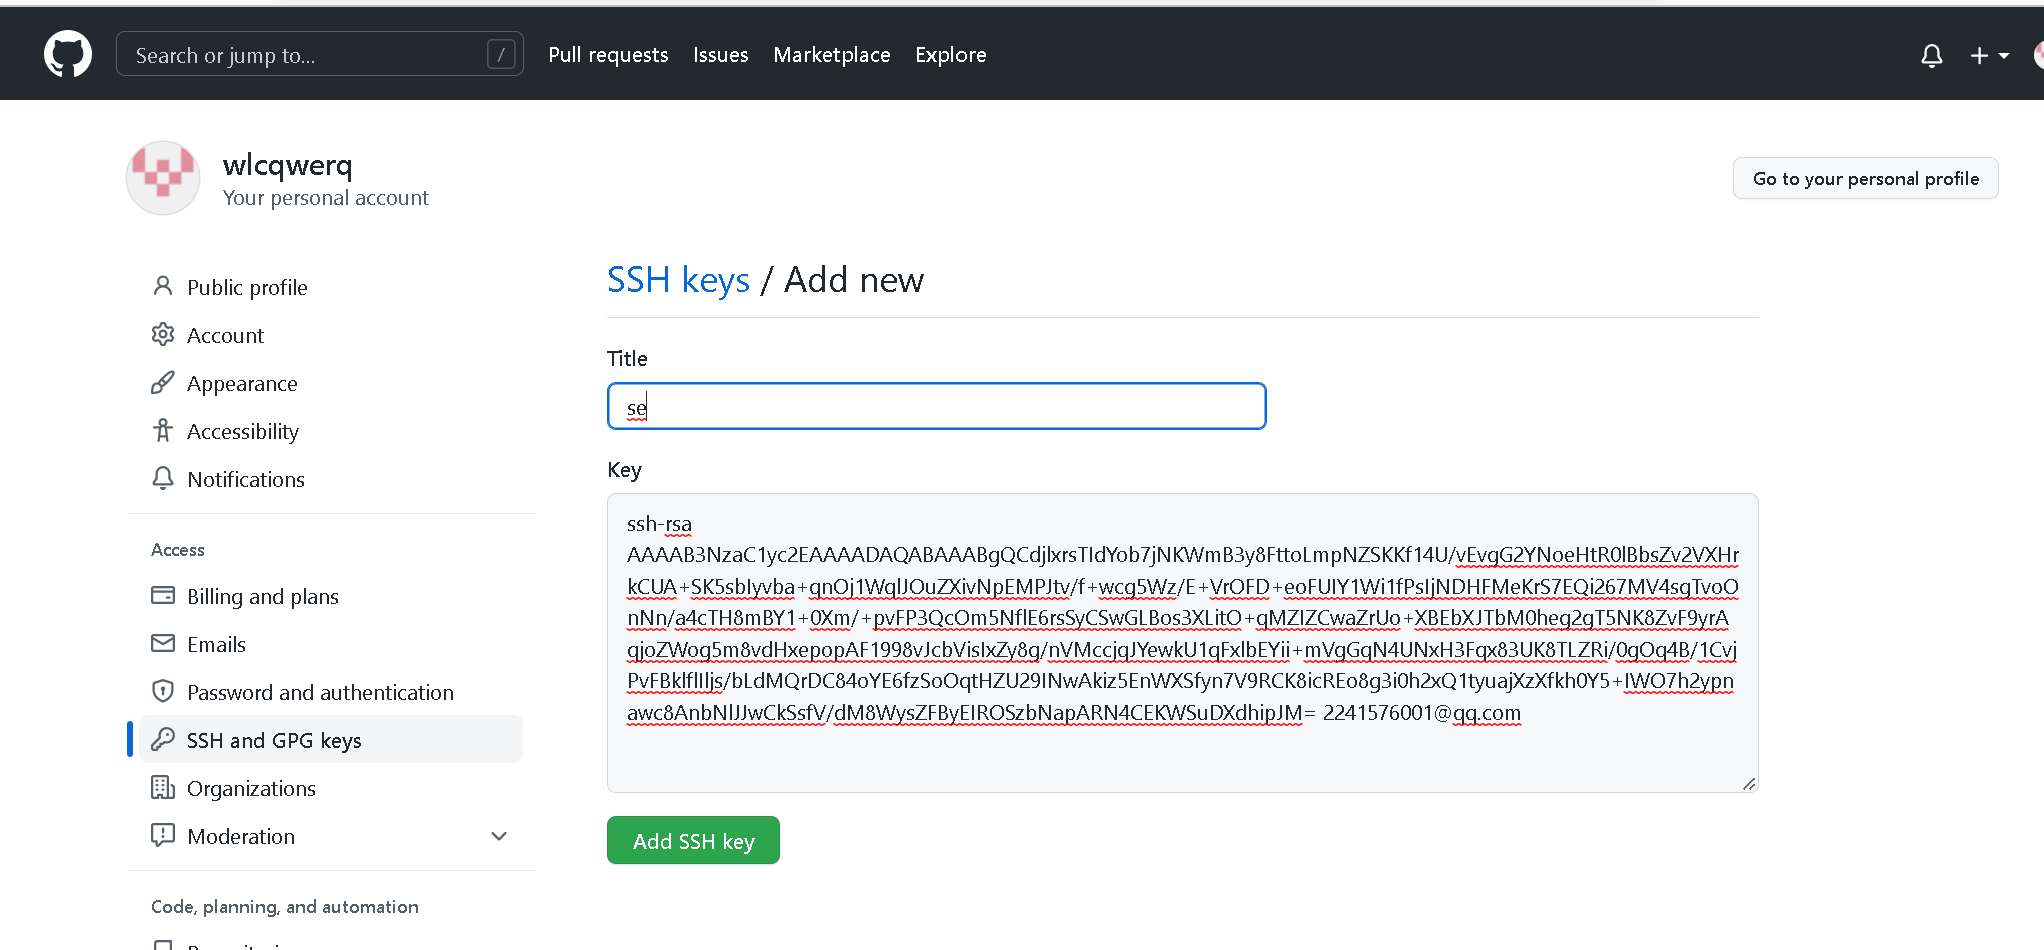 Search or jump to... /
Pull requests Issues Marketplace Explore
wlcqwerq
Your personal account
Go to your personal profile
Public profile
Account
Appearance
Accessibility
Notifications
Access
Billing and plans
Emails
Password and authentication
SSH and GPG keys
Organizations
Moderation
Code, planning, and automation
SSH keys / Add new
Title
se
Key
ssh-rsa
AAAAB3NzaC1yc2EAAAADAQABAAABgQCdjlxrsTIdYob7jNKWmB3y8FttoLmpNZSKKf14U/vEvgG2YNoeHtR0lBbsZv2VXHr
kCUA+SK5sbIyvba+qnOj1WqlJOuZXivNpEMPJtv/f+wcg5Wz/E+VrOFD+eoFUIY1Wi1fPsIjNDHFMeKrS7EQi267MV4sgTvoO
nNn/a4cTH8mBY1+0Xm/+pvFP3QcOm5NflE6rsSyCSwGLBos3XLitO+qMZIZCwaZrUo+XBEbXJTbM0heg2gT5NK8ZvF9yrA
qjoZWog5m8vdHxepopAF1998vJcbVisIxZy8g/nVMccjqJYewkU1qFxlbEYii+mVgGqN4UNxH3Fqx83UK8TLZRi/0gOq4B/1Cvj
PvFBklflIljs/bLdMQrDC84oYE6fzSoOqtHZU29INwAkiz5EnWXSfyn7V9RCK8icREo8g3i0h2xQ1tyuajXzXfkh0Y5+IWO7h2ypn
awc8AnbNlJJwCkSsfV/dM8WysZFByEIROSzbNapARN4CEKWSuDXdhipJM= 2241576001@qq.com
Add SSH key